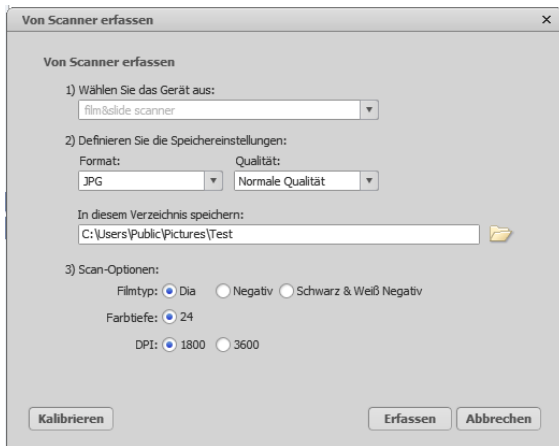 Von Scanner erfassen
Von Scanner erfassen
1) Wählen Sie das Gerät aus:
film&slide scanner
2) Definieren Sie die Speichereinstellungen:
Format: Qualität:
JPG Normale Qualität
In diesem Verzeichnis speichern:
C:\Users\Public\Pictures\Test
3) Scan-Optionen:
Filmtyp: Dia Negativ Schwarz & Weiß Negativ
Farbtiefe: 24
DPI: 1800 3600
Kalibrieren Erfassen Abbrechen